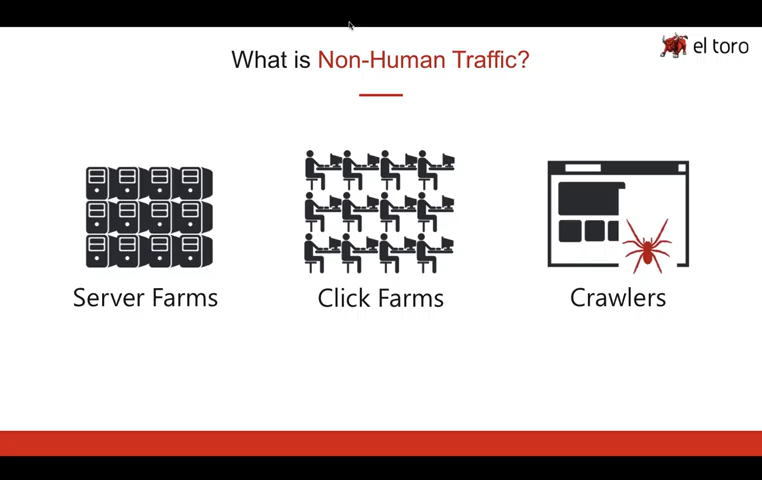 el toro
What is Non-Human Traffic?
Server Farms
Click Farms
Crawlers